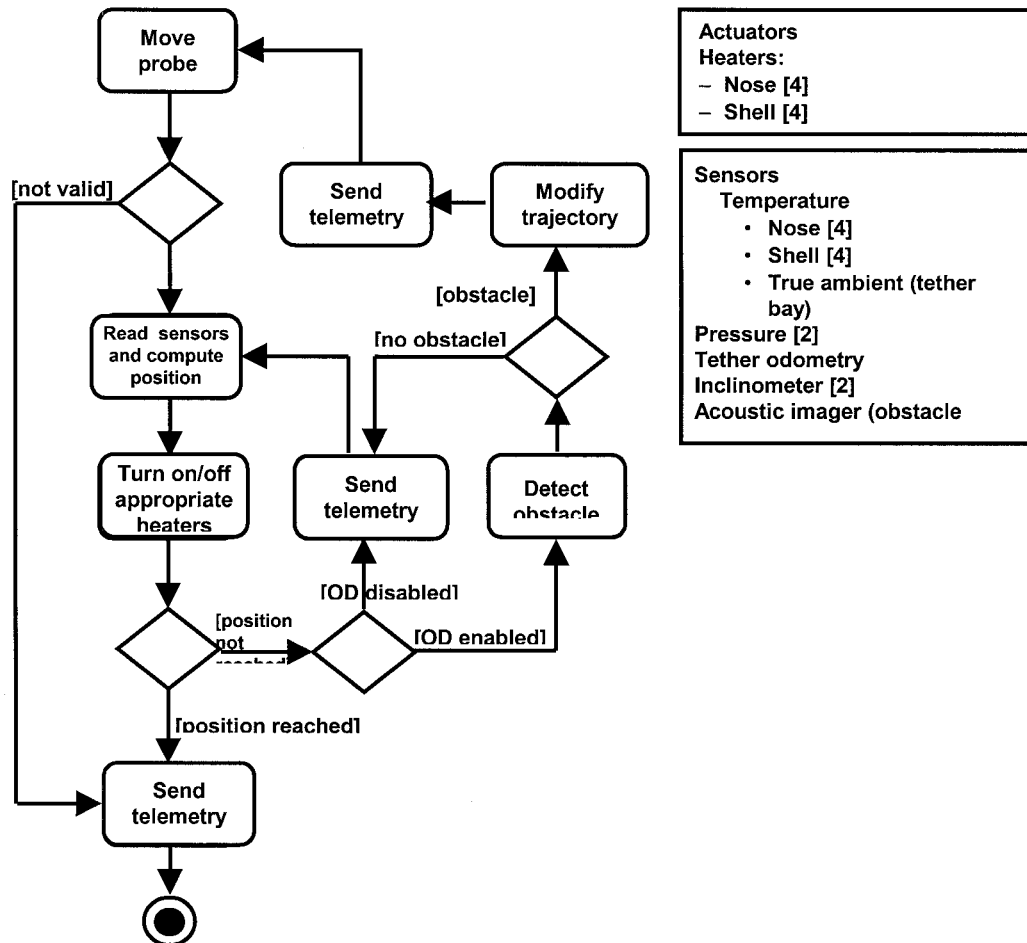 Move
probe
[not valid]
Send
telemetry
Modify
trajectory
[obstacle]
[no obstacle]
Read sensors
and compute
position
Turn on/off
appropriate
heaters
Send
telemetry
Detect
obstacle
[OD disabled]
[position
not
reached]
[OD enabled]
[position reached]
Send
telemetry
Actuators
Heaters:
– Nose [4]
– Shell [4]
Sensors
Temperature
• Nose [4]
• Shell [4]
• True ambient (tether
bay)
Pressure [2]
Tether odometry
Inclinometer [2]
Acoustic imager (obstacle